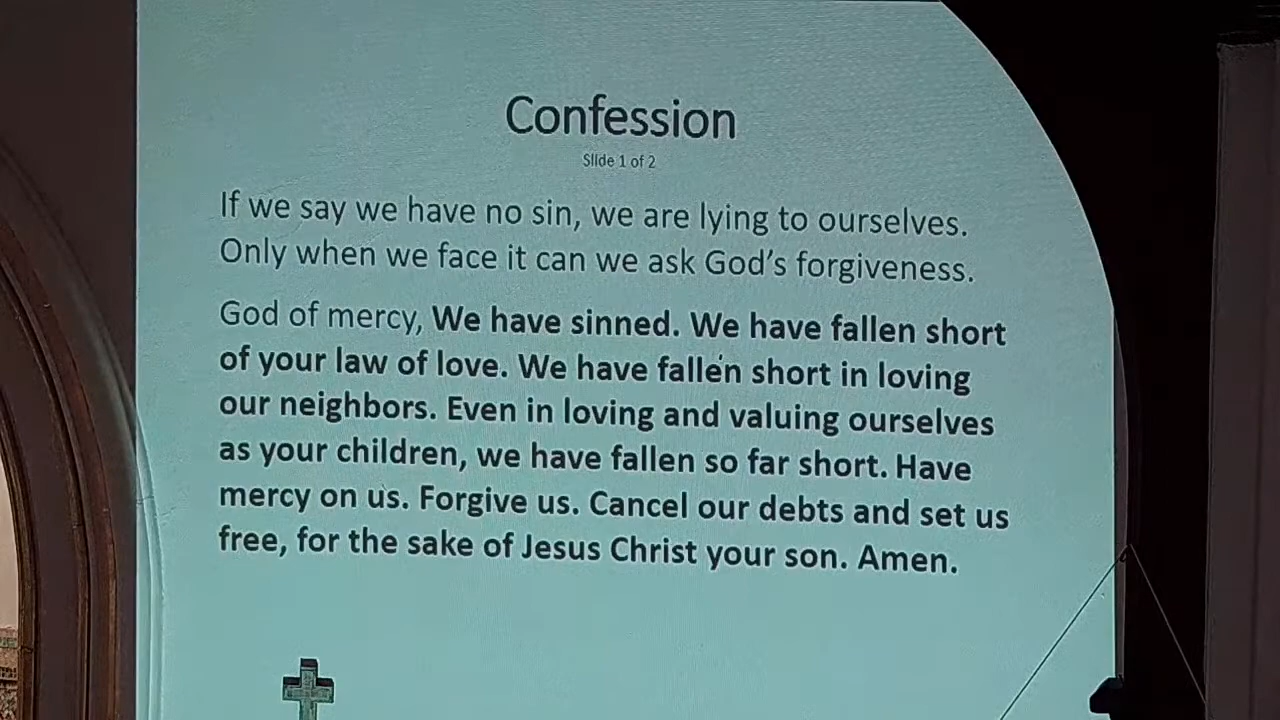 Confession
Slide 1 of 2
If we say we have no sin, we are lying to ourselves.
Only when we face it can we ask God’s forgiveness.
God of mercy, We have sinned. We have fallen short
of your law of love. We have fallen short in loving
our neighbors. Even in loving and valuing ourselves
as your children, we have fallen so far short. Have
mercy on us. Forgive us. Cancel our debts and set us
free, for the sake of Jesus Christ your son. Amen.